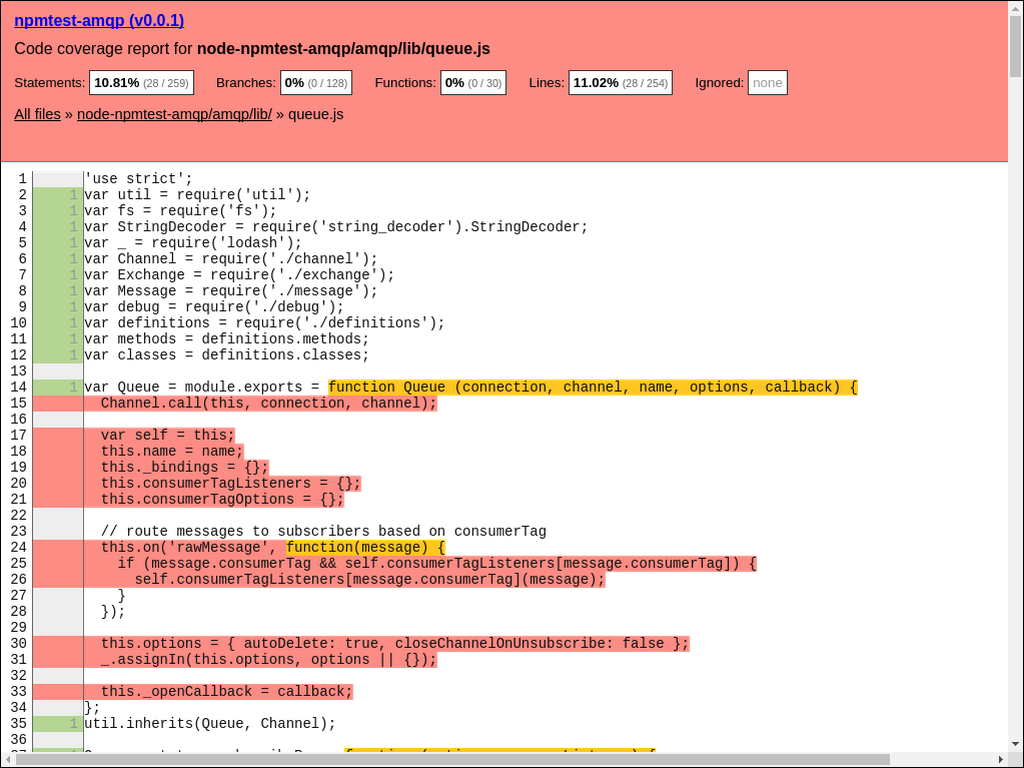 npmtest-amqp (v0.0.1)
Code coverage report for node-npmtest-amqp/amqp/lib/queue.js
Statements: 10.81% (28 / 259) Branches: 0% (0 / 128) Functions: 0% (0 / 30) Lines: 11.02% (28 / 254) Ignored: none
All files » node-npmtest-amqp/amqp/lib/ » queue.js
1 'use strict';
2 1 var util = require('util');
3 1 var fs = require('fs');
4 1 var StringDecoder = require('string_decoder').StringDecoder;
5 1 var _ = require('lodash');
6 1 var Channel = require('./channel');
7 1 var Exchange = require('./exchange');
8 1 var Message = require('./message');
9 1 var debug = require('./debug');
10 1 var definitions = require('./definitions');
11 1 var methods = definitions.methods;
12 1 var classes = definitions.classes;
13
14 1 var Queue = module.exports = function Queue (connection, channel, name, options, callback) {
15 Channel.call(this, connection, channel);
16
17 var self = this;
18 this.name = name;
19 this._bindings = {};
20 this.consumerTagListeners = {};
21 this.consumerTagOptions = {};
22
23 // route messages to subscribers based on consumerTag
24 this.on('rawMessage', function(message) {
25 if (message.consumerTag && self.consumerTagListeners[message.consumerTag]) {
26 self.consumerTagListeners[message.consumerTag](message);
27 }
28 });
29
30 this.options = { autoDelete: true, closeChannelOnUnsubscribe: false };
31 _.assignIn(this.options, options || {});
32
33 this._openCallback = callback;
34 };
35 1 util.inherits(Queue, Channel);
36